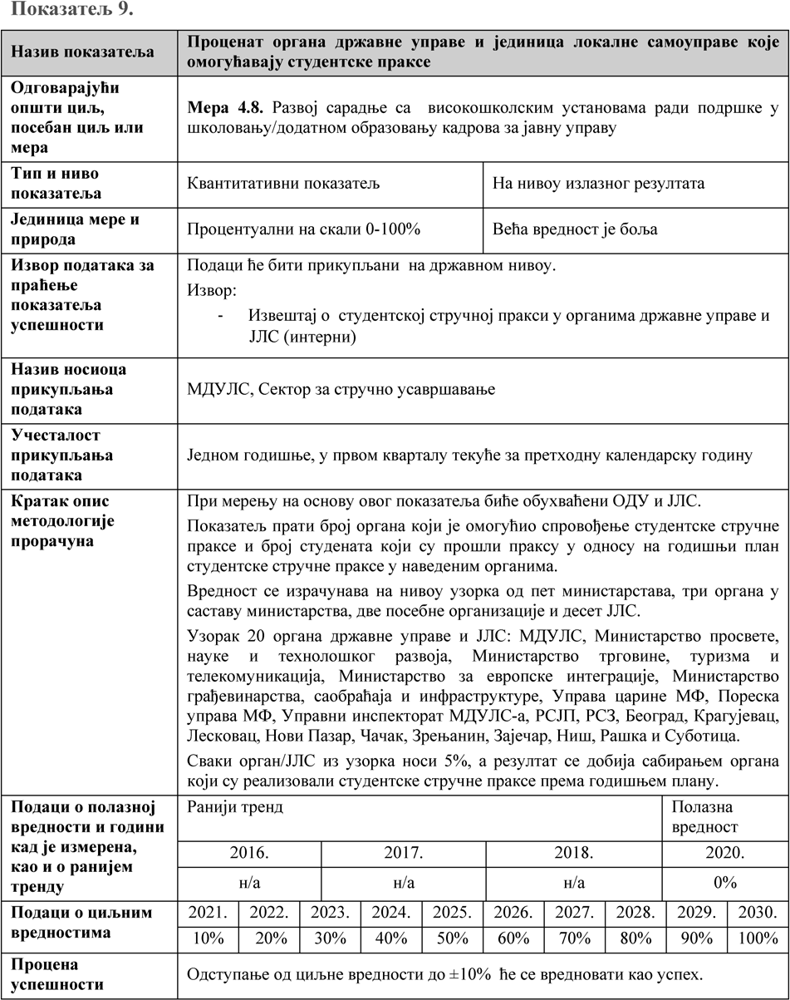 Показатељ 9.
Назив показатеља
Проценат органа државне управе и јединица локалне самоуправе које
омогућавају студентске праксе
Одговарајући
општи циљ,
посебан циљ или
мера
Мера 4.8. Развој сарадње са високошколским установама ради подршке у
школовању/додатном образовању кадрова за јавну управу
Тип и ниво
показатеља
Квантитативни показатељ
На нивоу излазног резултата
Јединица мере и
природа
Процентуални на скали 0-100%
Већа вредност је боља
Извор података за
праћење
показатеља
успешности
Подаци ће бити прикупљани на државном нивоу.
Извор:
- Извештај о студентској стручној пракси у органима државне управе и
ЈЛС (интерни)
Назив носиоца
прикупљања
података
МДУЛС, Сектор за стручно усавршавање
Учесталост
прикупљања
података
Једном годишње, у првом кварталу текуће за претходну календарску годину
Кратак опис
методологије
прорачуна
При мерењу на основу овог показатеља биће обухваћени ОДУ и ЈЛС.
Показатељ прати број органа који је омогућио спровођење студентске стручне
праксе и број студената који су прошли праксу у односу на годишњи план
студентске стручне праксе у наведеним органима.
Вредност се израчунава на нивоу узорка од пет министарстава, три органа у
саставу министарства, две посебне организације и десет ЈЛС.
Узорак 20 органа државне управе и ЈЛС: МДУЛС, Министарство просвете,
науке и технолошког развоја, Министарство трговине, туризма и
телекомуникација, Министарство за европске интеграције, Министарство
грађевинарства, саобраћаја и инфраструктуре, Управа царине МФ, Пореска
управа МФ, Управни инспекторат МДУЛС-а, РСЈП, РСЗ, Београд, Крагујевац,
Лесковац, Нови Пазар, Чачак, Зрењанин, Зајечар, Ниш, Рашка и Суботица.
Сваки орган/ЈЛС из узорка носи 5%, а резултат се добија сабирањем органа
који су реализовали студентске стручне праксе према годишњем плану.
Подаци о полазној
вредности и години
кад је измерена,
као и о ранијем
тренду
Ранији тренд
Полазна
вредност
2016. 2017. 2018. 2020.
н/а н/а н/а 0%
Подаци о циљним
вредностима
2021. 2022. 2023. 2024. 2025. 2026. 2027. 2028. 2029. 2030.
10% 20% 30% 40% 50% 60% 70% 80% 90% 100%
Процена
успешности
Одступање од циљне вредности до ±10% ће се вредновати као успех.